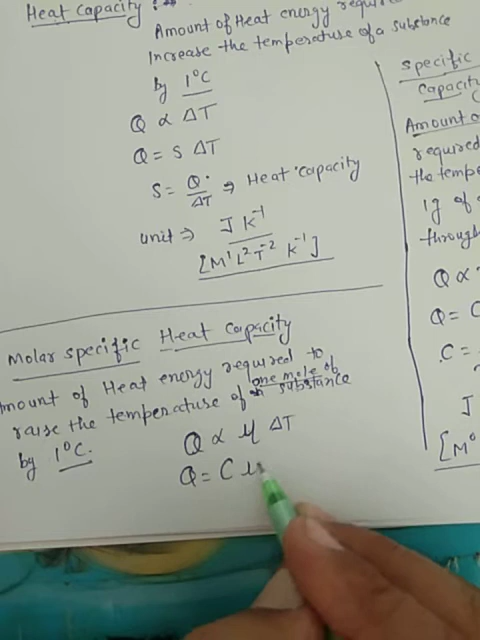 Heat Capacity :
Amount of Heat energy
Increase the temperature of a substance
by 1°C
Q ∝ ΔT
Q = S ΔT
S = Q/ΔT ⇒ Heat Capacity
unit ⇒ J K⁻¹
[M¹L²T⁻² K⁻¹]
Molar specific Heat Capacity
Amount of Heat energy required to
raise the temperature of one mole of substance
by 1°C.
Q ∝ μ ΔT
Q = C μ
Specific
Capacity
Amount o
required
the tempe
1g of
through
Q ∝
Q = C
C =
J
[M⁰